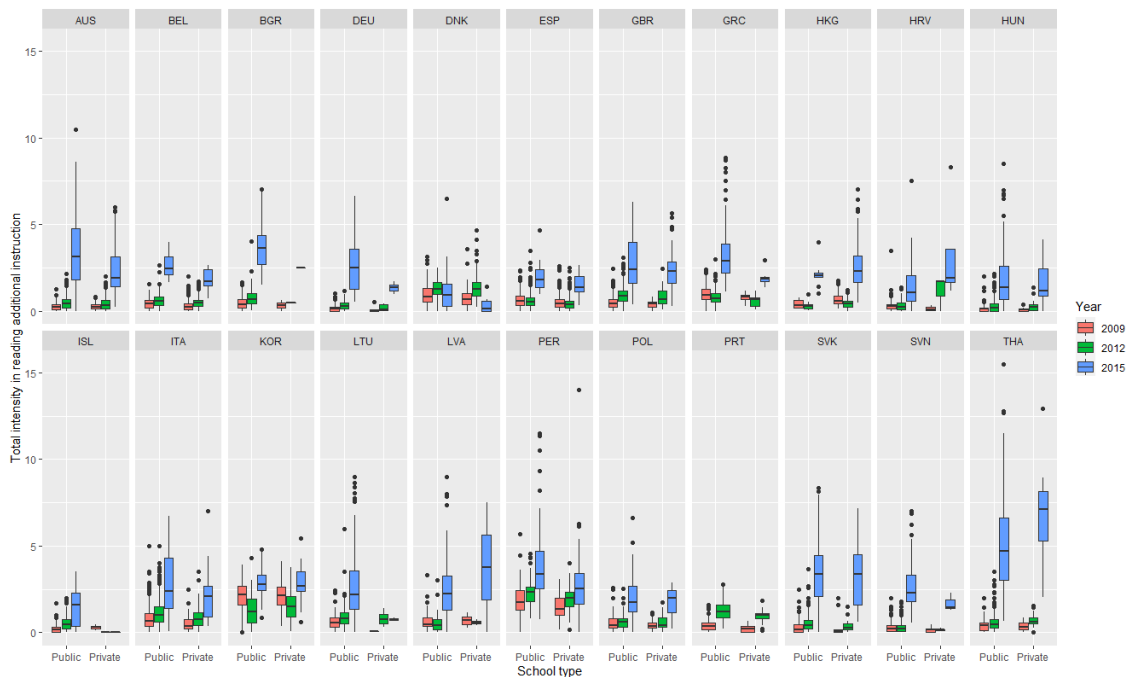 AUS BEL BGR DEU DNK ESP GBR GRC HKG HRV HUN
15
10
5
0
ISL ITA KOR LTU LVA PER POL PRT SVK SVN THA
15
10
5
0
Public Private Public Private Public Private Public Private Public Private Public Private Public Private Public Private Public Private Public Private Public Private
School type
Total intensity in reading additional instruction
Year
2009
2012
2015